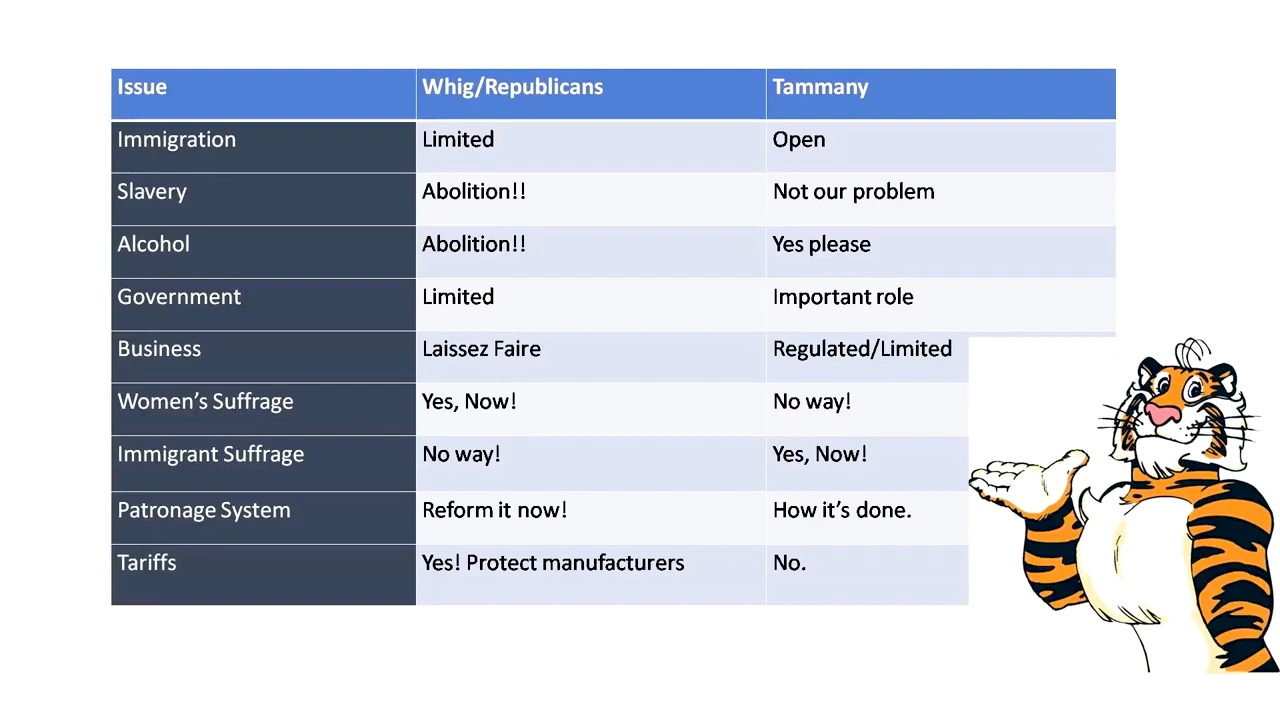 Issue Whig/Republicans Tammany
Immigration Limited Open
Slavery Abolition!! Not our problem
Alcohol Abolition!! Yes please
Government Limited Important role
Business Laissez Faire Regulated/Limited
Women’s Suffrage Yes, Now! No way!
Immigrant Suffrage No way! Yes, Now!
Patronage System Reform it now! How it’s done.
Tariffs Yes! Protect manufacturers No.